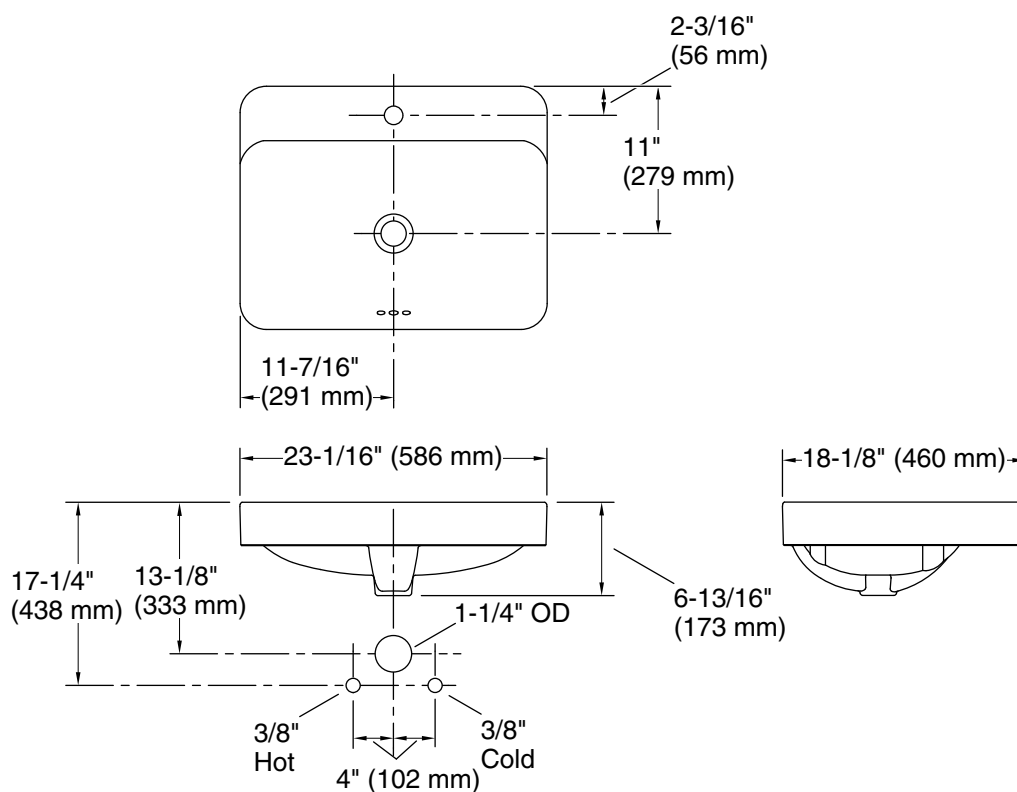 2-3/16"
(56 mm)
11"
(279 mm)
11-7/16"
(291 mm)
23-1/16" (586 mm)
18-1/8" (460 mm)
17-1/4"
(438 mm)
13-1/8"
(333 mm)
6-13/16"
(173 mm)
1-1/4" OD
3/8"
Hot
3/8"
Cold
4" (102 mm)